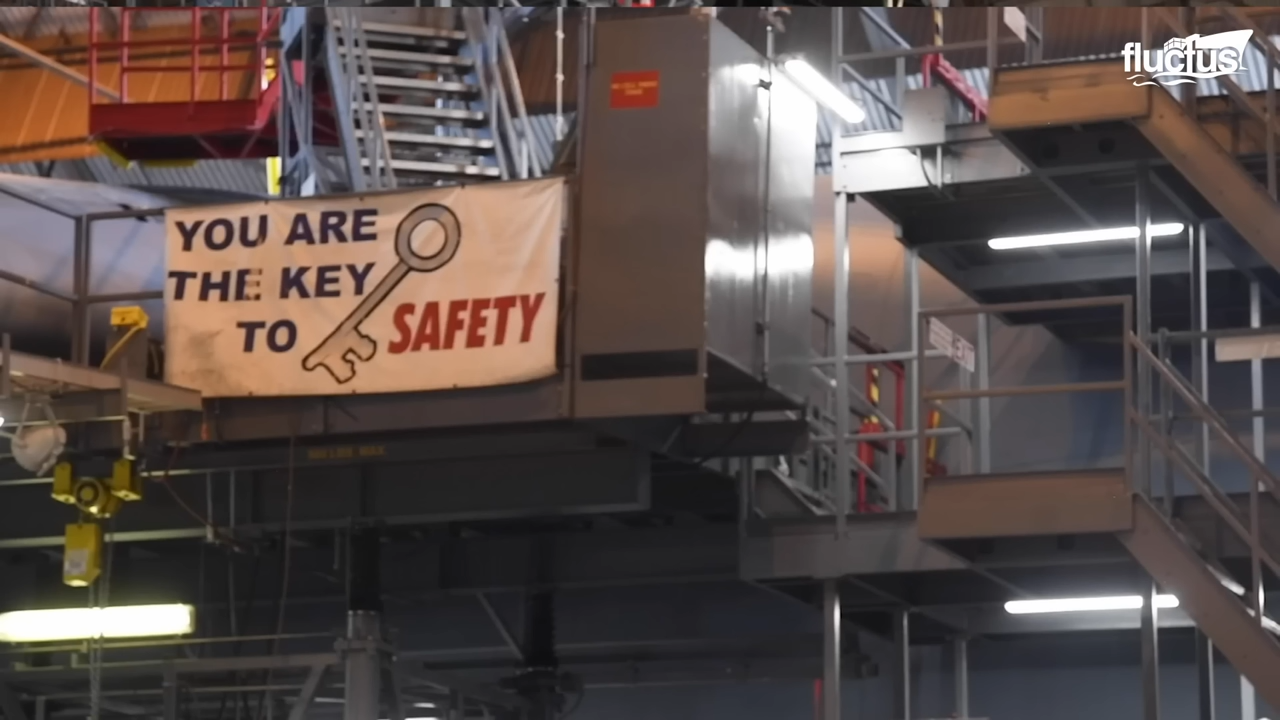 fluctus
YOU ARE
THE KEY
TO
SAFETY